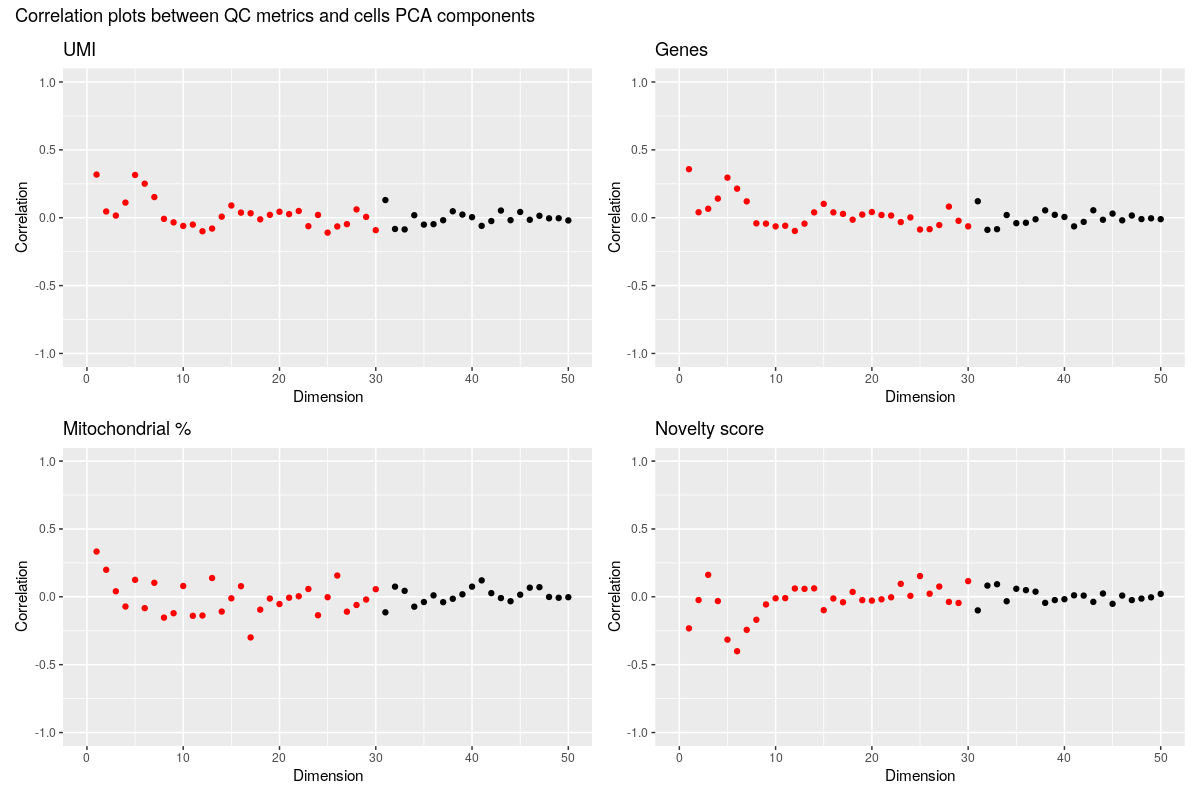 Correlation plots between QC metrics and cells PCA components
UMI
1.0
0.5
0.0
-0.5
-1.0
Correlation
0 10 20 30 40 50
Dimension
Genes
1.0
0.5
0.0
-0.5
-1.0
Correlation
0 10 20 30 40 50
Dimension
Mitochondrial %
1.0
0.5
0.0
-0.5
-1.0
Correlation
0 10 20 30 40 50
Dimension
Novelty score
1.0
0.5
0.0
-0.5
-1.0
Correlation
0 10 20 30 40 50
Dimension